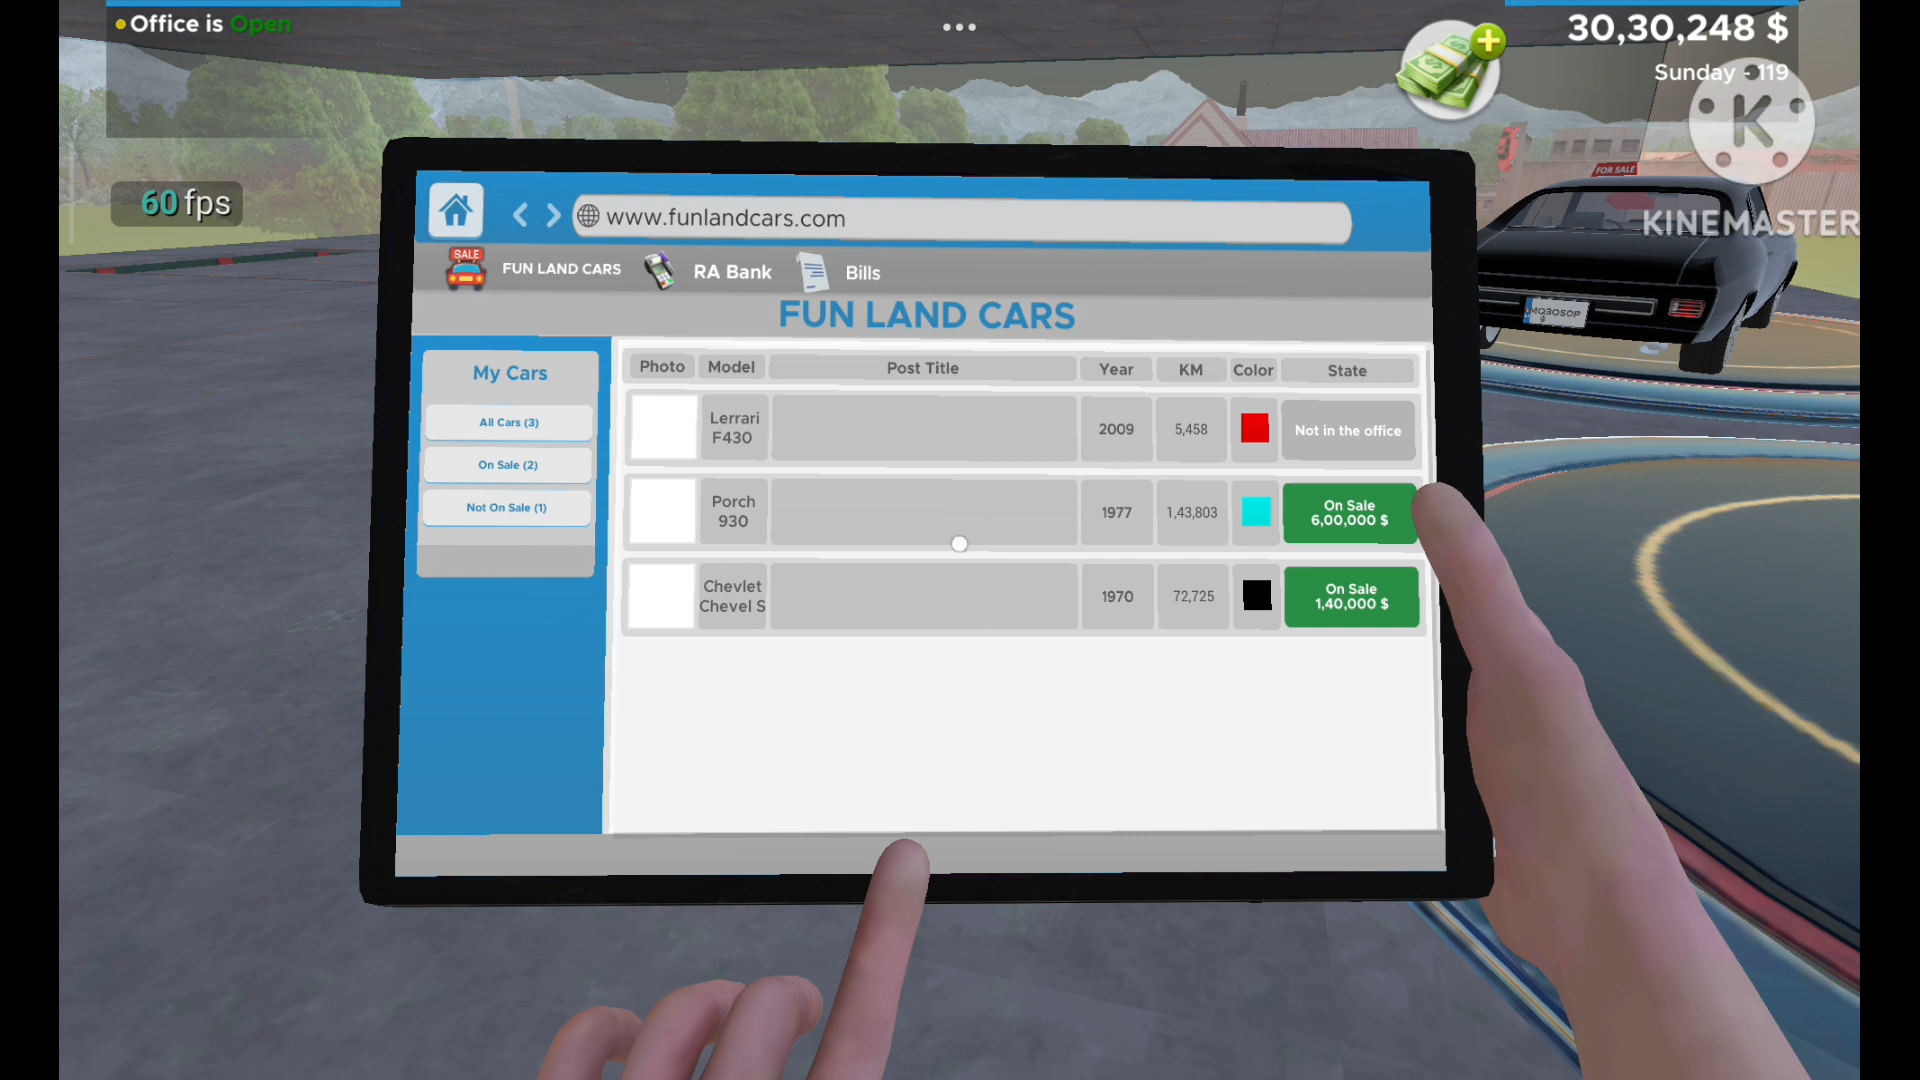 Office is Open
30,30,248 $
Sunday - 119
60 fps
KINEMASTER
FOR SALE
www.funlandcars.com
SALE
FUN LAND CARS
RA Bank
Bills
FUN LAND CARS
My Cars
All Cars (3)
On Sale (2)
Not On Sale (1)
Photo Model Post Title Year KM Color State
Lerrari
F430
2009 5,458
Not in the office
Porch
930
1977 1,43,803
On Sale
6,00,000 $
Chevlet
Chevel S
1970 72,725
On Sale
1,40,000 $